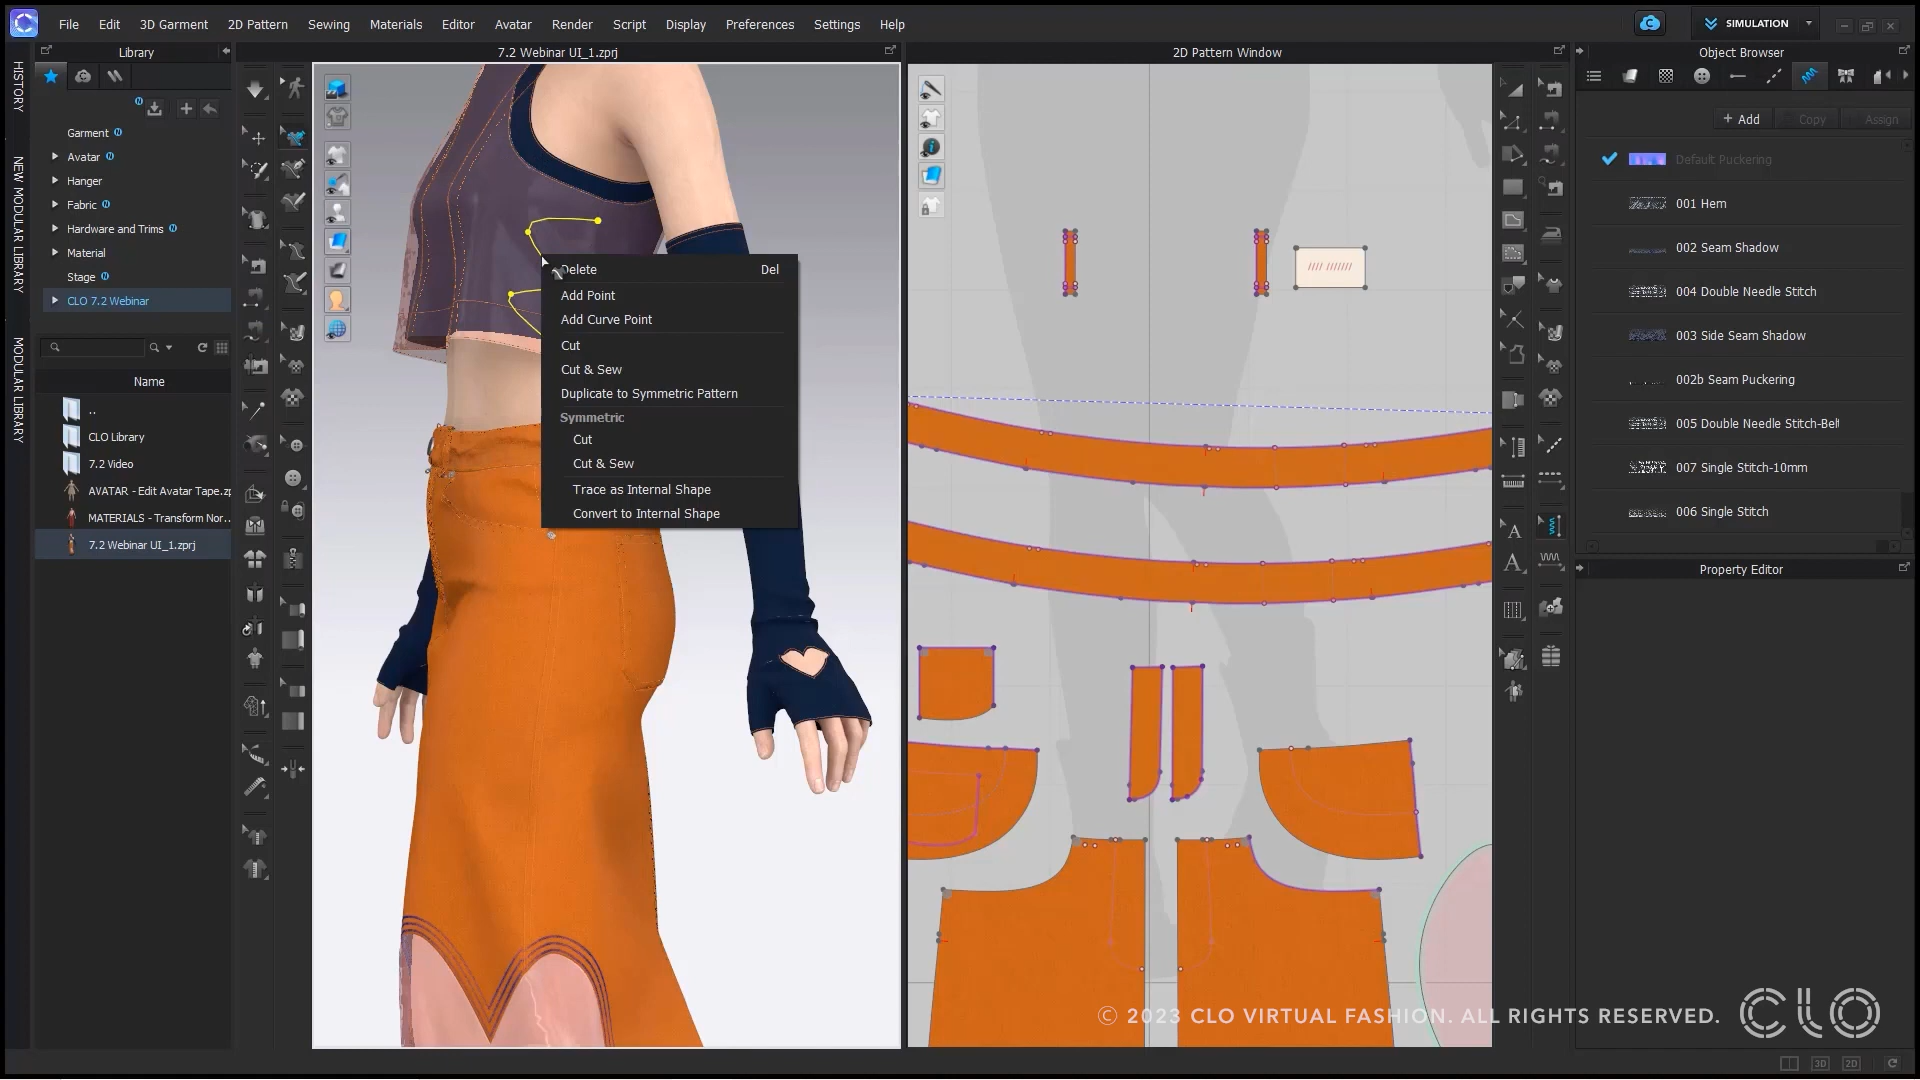 File Edit 3D Garment 2D Pattern Sewing Materials Editor Avatar Render Script Display Preferences Settings Help SIMULATION
HISTORY
NEW MODULAR LIBRARY
MODULAR LIBRARY
Library
Garment
Avatar
Hanger
Fabric
Hardware and Trims
Material
Stage
CLO 7.2 Webinar
Name
..
CLO Library
7.2 Video
AVATAR - Edit Avatar Tape.zp
MATERIALS - Transform Nor...
7.2 Webinar UI_1.zprj
7.2 Webinar UI_1.zprj
Delete Del
Add Point
Add Curve Point
Cut
Cut & Sew
Duplicate to Symmetric Pattern
Symmetric
Cut
Cut & Sew
Trace as Internal Shape
Convert to Internal Shape
2D Pattern Window
Object Browser
+ Add Copy Assign
Default Puckering
001 Hem
002 Seam Shadow
004 Double Needle Stitch
003 Side Seam Shadow
002b Seam Puckering
005 Double Needle Stitch-Belt
007 Single Stitch-10mm
006 Single Stitch
Property Editor
© 2023 CLO VIRTUAL FASHION. ALL RIGHTS RESERVED. CLO
3D 2D